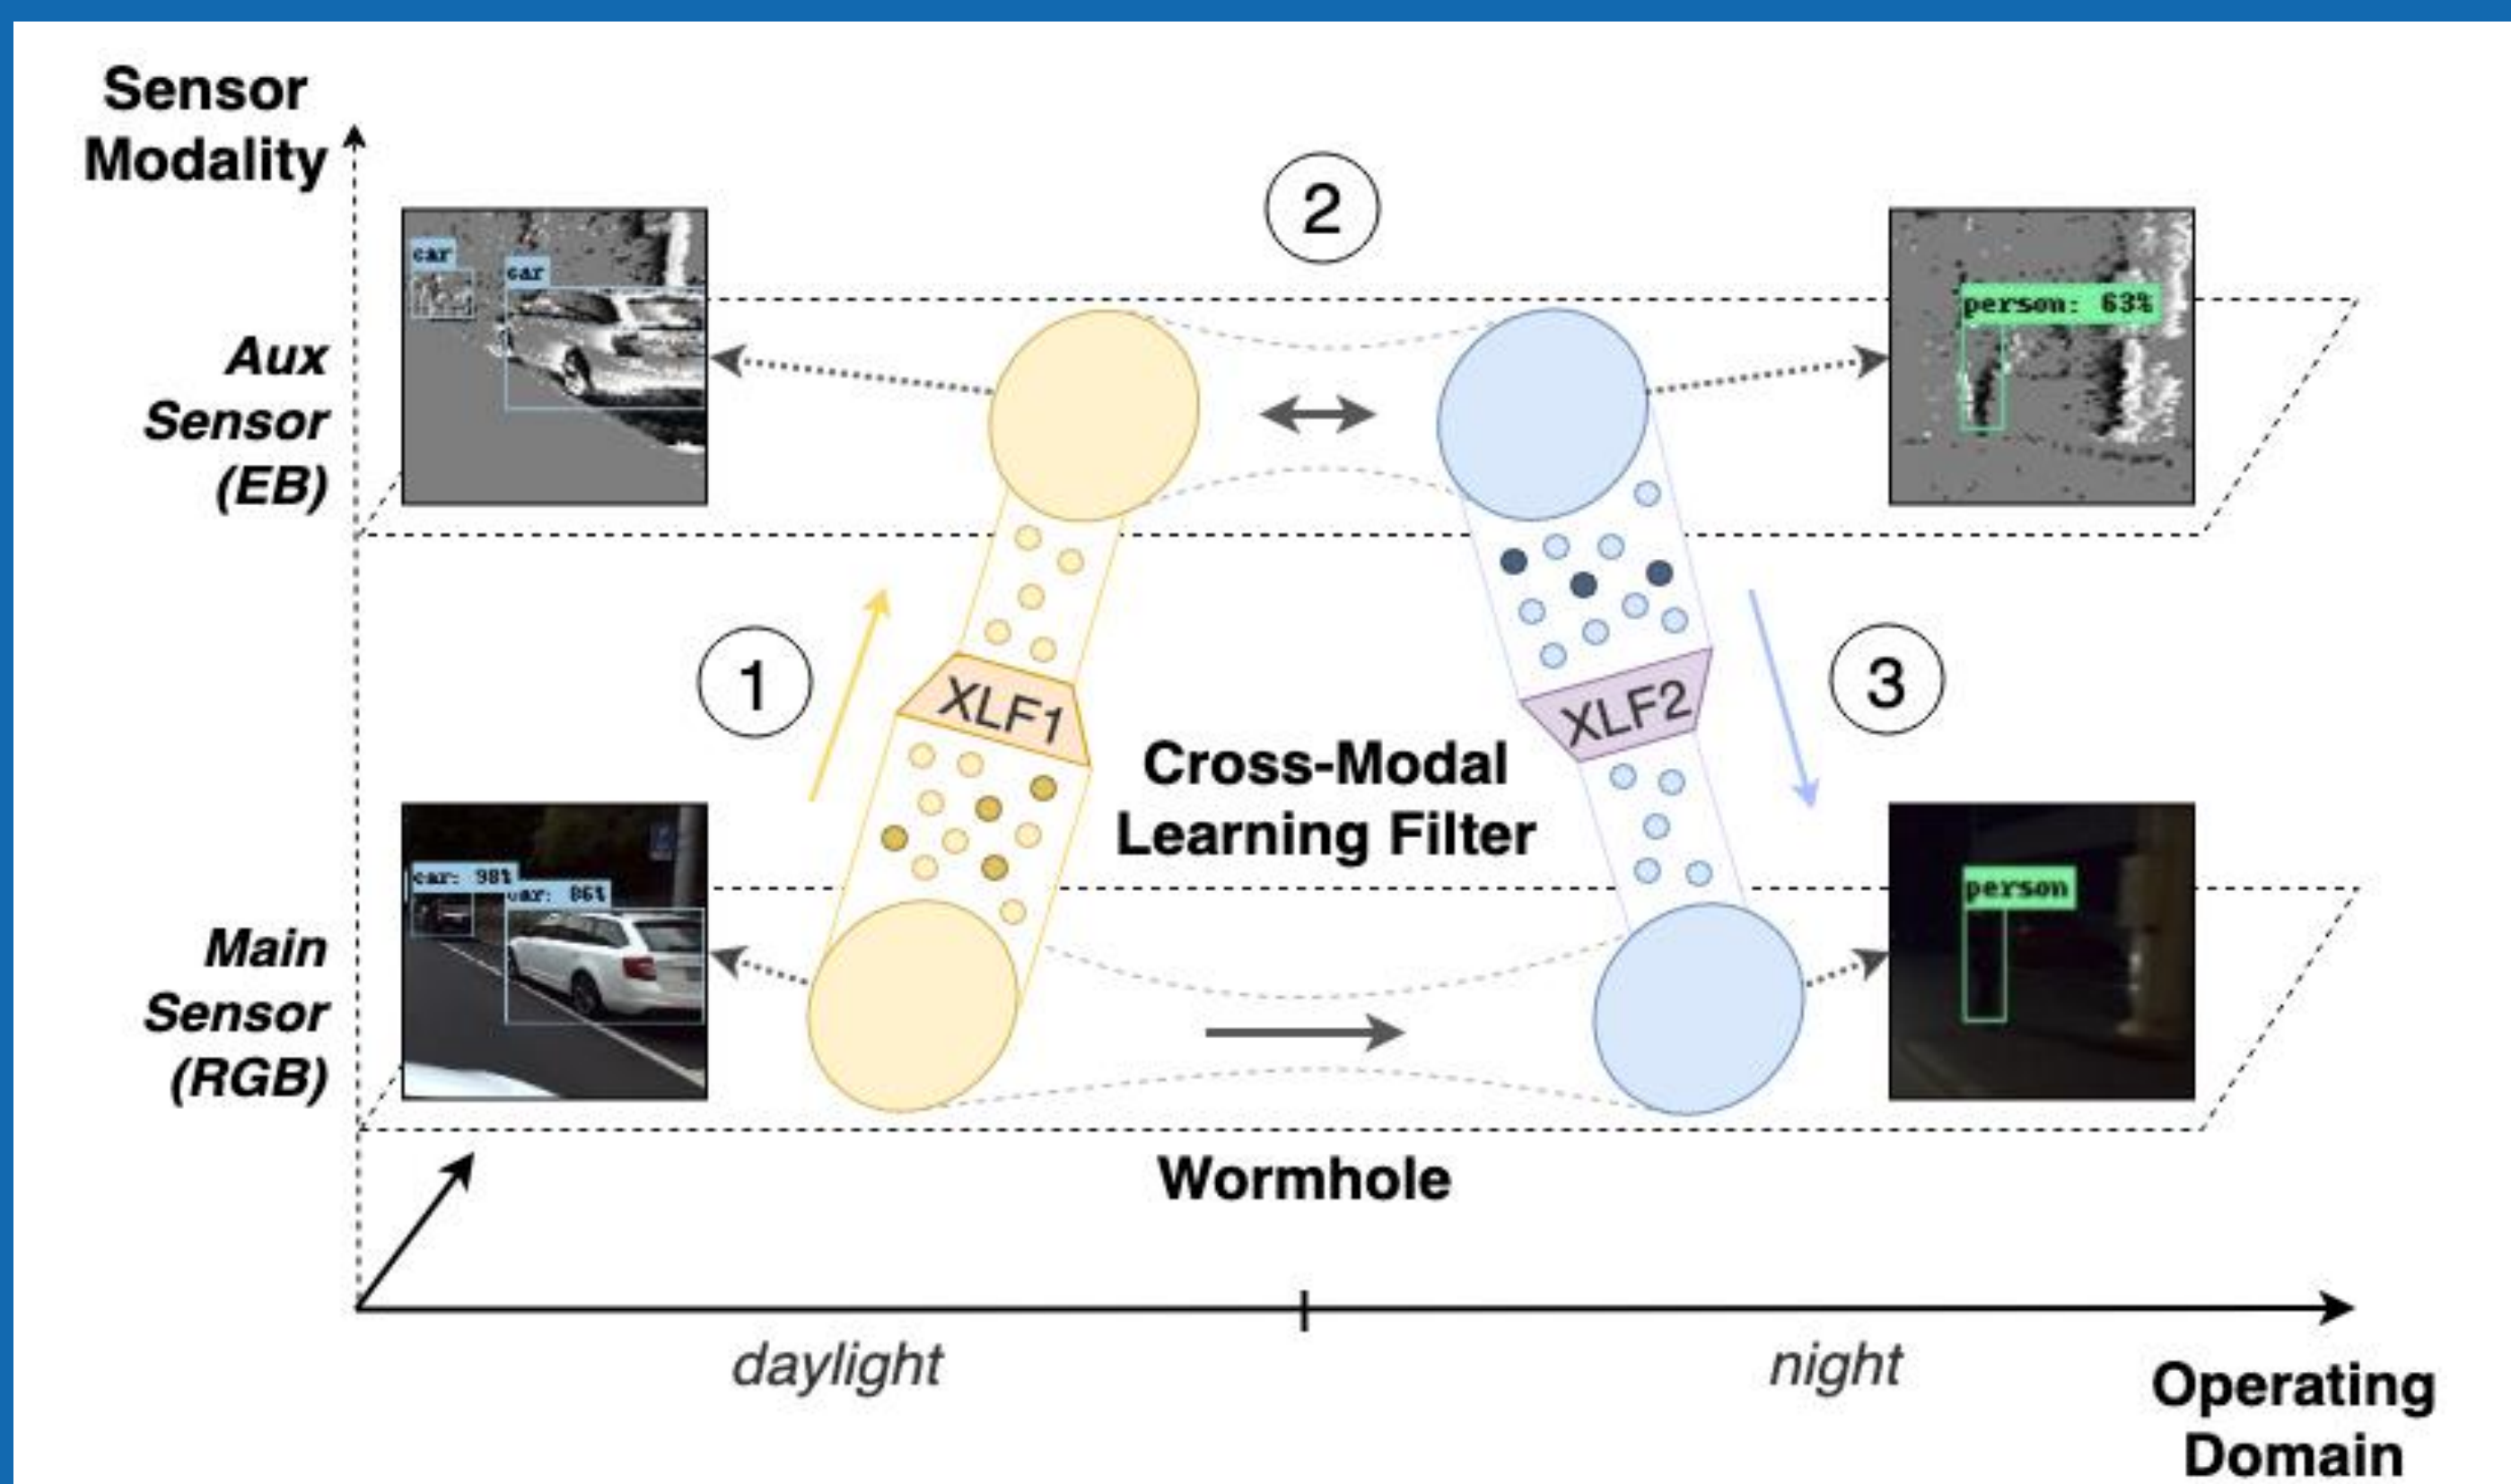 Sensor
Modality
2
car
car
person: 63%
Aux
Sensor
(EB)
1
XLF1
XLF2
3
Cross-Modal
Learning Filter
car: 98%
car: 86%
person
Main
Sensor
(RGB)
Wormhole
daylight
night
Operating
Domain